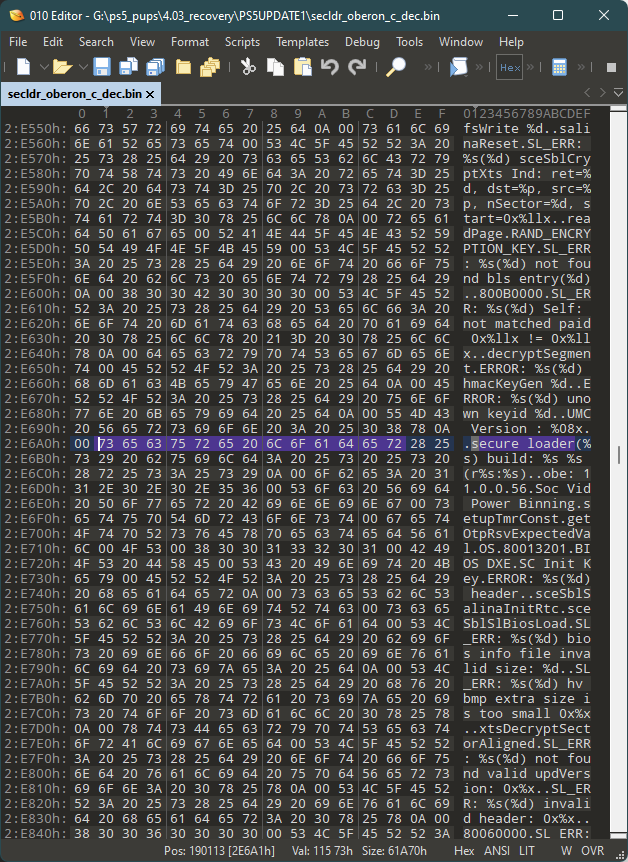 010 Editor - G:\ps5_pups\4.03_recovery\PS5UPDATE1\secldr_oberon_c_dec.bin
File Edit Search View Format Scripts Templates Debug Tools Window Help
Hex
secldr_oberon_c_dec.bin ×
0 1 2 3 4 5 6 7 8 9 A B C D E F 0123456789ABCDEF
2:E550h: 66 73 57 72 69 74 65 20 25 64 0A 00 73 61 6C 69 fsWrite %d..sali
2:E560h: 6E 61 52 65 73 65 74 00 53 4C 5F 45 52 52 3A 20 naReset.SL_ERR: 
2:E570h: 25 73 28 25 64 29 20 73 63 65 53 62 6C 43 72 79 %s(%d) sceSblCry
2:E580h: 70 74 58 74 73 20 49 6E 64 3A 20 72 65 74 3D 25 ptXts Ind: ret=%
2:E590h: 64 2C 20 64 73 74 3D 25 70 2C 20 73 72 63 3D 25 d, dst=%p, src=%
2:E5A0h: 70 2C 20 6E 53 65 63 74 6F 72 3D 25 64 2C 20 73 p, nSector=%d, s
2:E5B0h: 74 61 72 74 3D 30 78 25 6C 6C 78 0A 00 72 65 61 tart=0x%llx..rea
2:E5C0h: 64 50 61 67 65 00 52 41 4E 44 5F 45 4E 43 52 59 dPage.RAND_ENCRY
2:E5D0h: 50 54 49 4F 4E 5F 4B 45 59 00 53 4C 5F 45 52 52 PTION_KEY.SL_ERR
2:E5E0h: 3A 20 25 73 28 25 64 29 20 6E 6F 74 20 66 6F 75 : %s(%d) not fou
2:E5F0h: 6E 64 20 62 6C 73 20 65 6E 74 72 79 28 25 64 29 nd bls entry(%d)
2:E600h: 0A 00 38 30 30 42 30 30 30 30 00 53 4C 5F 45 52 ..800B0000.SL_ER
2:E610h: 52 3A 20 25 73 28 25 64 29 20 53 65 6C 66 3A 20 R: %s(%d) Self: 
2:E620h: 6E 6F 74 20 6D 61 74 63 68 65 64 20 70 61 69 64 not matched paid
2:E630h: 20 30 78 25 6C 6C 78 20 21 3D 20 30 78 25 6C 6C  0x%llx != 0x%ll
2:E640h: 78 0A 00 64 65 63 72 79 70 74 53 65 67 6D 65 6E x..decryptSegmen
2:E650h: 74 00 45 52 52 4F 52 3A 20 25 73 28 25 64 29 20 t.ERROR: %s(%d) 
2:E660h: 68 6D 61 63 4B 65 79 47 65 6E 20 25 64 0A 00 45 hmacKeyGen %d..E
2:E670h: 52 52 4F 52 3A 20 25 73 28 25 64 29 20 75 6E 6F RROR: %s(%d) uno
2:E680h: 77 6E 20 6B 65 79 69 64 20 25 64 0A 00 55 4D 43 wn keyid %d..UMC
2:E690h: 20 56 65 72 73 69 6F 6E 20 3A 20 25 30 38 78 0A  Version : %08x.
2:E6A0h: 00 73 65 63 75 72 65 20 6C 6F 61 64 65 72 28 25 .secure loader(%
2:E6B0h: 73 29 20 62 75 69 6C 64 3A 20 25 73 20 25 73 20 s) build: %s %s 
2:E6C0h: 28 72 25 73 3A 25 73 29 0A 00 6F 62 65 3A 20 31 (r%s:%s)..obe: 1
2:E6D0h: 31 2E 30 2E 30 2E 35 36 00 53 6F 63 20 56 69 64 1.0.0.56.Soc Vid
2:E6E0h: 20 50 6F 77 65 72 20 42 69 6E 6E 69 6E 67 00 73  Power Binning.s
2:E6F0h: 65 74 75 70 54 6D 72 43 6F 6E 73 74 00 67 65 74 etupTmrConst.get
2:E700h: 4F 74 70 52 73 76 45 78 70 65 63 74 65 64 56 61 OtpRsvExpectedVa
2:E710h: 6C 00 4F 53 00 38 30 30 31 33 32 30 31 00 42 49 l.OS.80013201.BI
2:E720h: 4F 53 20 44 58 45 00 53 43 20 49 6E 69 74 20 4B OS DXE.SC Init K
2:E730h: 65 79 00 45 52 52 4F 52 3A 20 25 73 28 25 64 29 ey.ERROR: %s(%d)
2:E740h: 20 68 65 61 64 65 72 0A 00 73 63 65 53 62 6C 53  header..sceSblS
2:E750h: 61 6C 69 6E 61 49 6E 69 74 52 74 63 00 73 63 65 alinaInitRtc.sce
2:E760h: 53 62 6C 53 6C 42 69 6F 73 4C 6F 61 64 00 53 4C SblSlBiosLoad.SL
2:E770h: 5F 45 52 52 3A 20 25 73 28 25 64 29 20 62 69 6F _ERR: %s(%d) bio
2:E780h: 73 20 69 6E 66 6F 20 66 69 6C 65 20 69 6E 76 61 s info file inva
2:E790h: 6C 69 64 20 73 69 7A 65 3A 20 25 64 0A 00 53 4C lid size: %d..SL
2:E7A0h: 5F 45 52 52 3A 20 25 73 28 25 64 29 20 68 76 20 _ERR: %s(%d) hv 
2:E7B0h: 62 6D 70 20 65 78 74 72 61 20 73 69 7A 65 20 69 bmp extra size i
2:E7C0h: 73 20 74 6F 6F 20 73 6D 61 6C 6C 20 30 78 25 78 s too small 0x%x
2:E7D0h: 0A 00 78 74 73 44 65 63 72 79 70 74 53 65 63 74 ..xtsDecryptSect
2:E7E0h: 6F 72 41 6C 69 67 6E 65 64 00 53 4C 5F 45 52 52 orAligned.SL_ERR
2:E7F0h: 3A 20 25 73 28 25 64 29 20 6E 6F 74 20 66 6F 75 : %s(%d) not fou
2:E800h: 6E 64 20 76 61 6C 69 64 20 75 70 64 56 65 72 73 nd valid updVers
2:E810h: 69 6F 6E 3A 20 30 78 25 78 0A 00 53 4C 5F 45 52 ion: 0x%x..SL_ER
2:E820h: 52 3A 20 25 73 28 25 64 29 20 69 6E 76 61 6C 69 R: %s(%d) invali
2:E830h: 64 20 68 65 61 64 65 72 3A 20 30 78 25 78 0A 00 d header: 0x%x..
2:E840h: 38 30 30 36 30 30 30 30 00 53 4C 5F 45 52 52 3A 80060000.SL_ERR:
Pos: 190113 [2E6A1h] Val: 115 73h Size: 61A70h Hex ANSI LIT W OVR